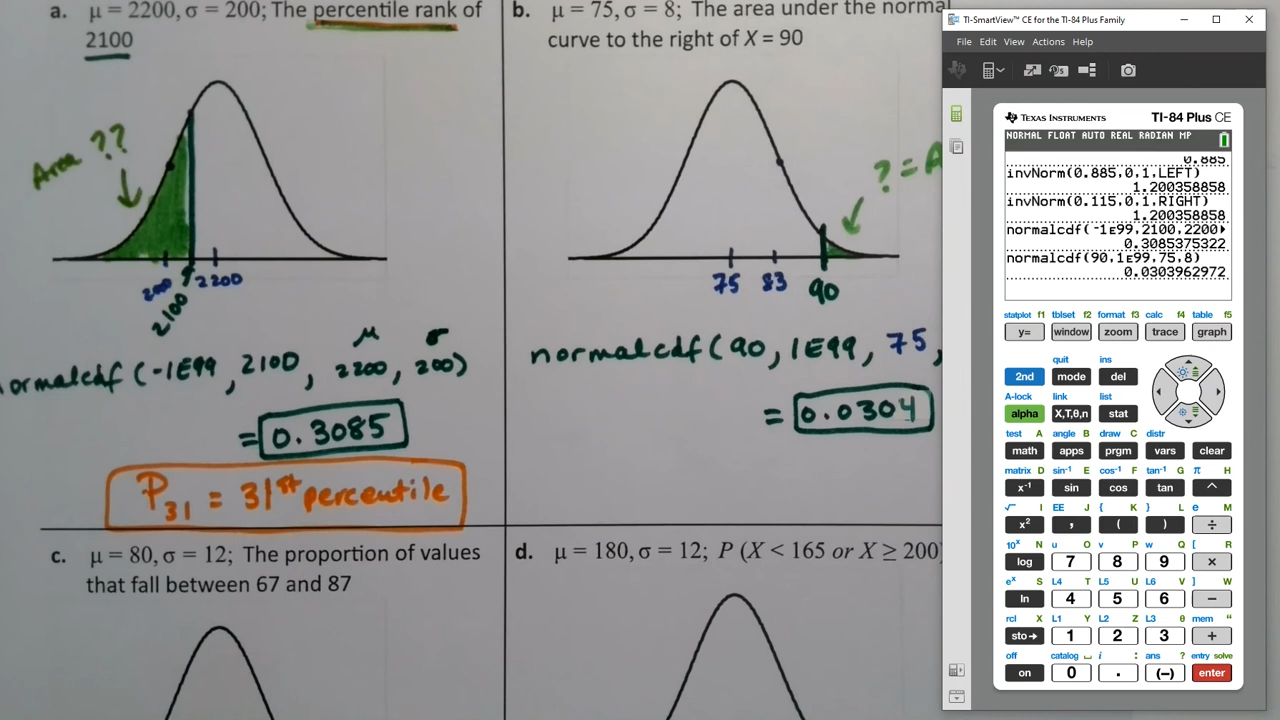 a. μ = 2200, σ = 200; The percentile rank of
2100
Area ??
200
2100
2200
μ σ
normalcdf (-1E99, 2100, 2200, 200)
= 0.3085
P31 = 31st percentile
b. μ = 75, σ = 8; The area under the normal
curve to the right of X = 90
? = A
75 83 90
normalcdf (90, 1E99, 75,
= 0.0304
c. μ = 80, σ = 12; The proportion of values
that fall between 67 and 87
d. μ = 180, σ = 12; P (X < 165 or X ≥ 200)
TI-SmartView™ CE for the TI-84 Plus Family
File Edit View Actions Help
TEXAS INSTRUMENTS TI-84 Plus CE
NORMAL FLOAT AUTO REAL RADIAN MP
0.885
invNorm(0.885,0,1,LEFT)
1.200358858
invNorm(0.115,0,1,RIGHT)
1.200358858
normalcdf(-1E99,2100,2200
0.3085375322
normalcdf(90,1E99,75,8)
0.0303962972
statplot f1 tblset f2 format f3 calc f4 table f5
y= window zoom trace graph
quit ins
2nd mode del
A-lock link list
alpha X,T,θ,n stat
test A angle B draw C distr
math apps prgm vars clear
matrix D sin⁻¹ E cos⁻¹ F tan⁻¹ G π H
x⁻¹ sin cos tan ^
√ I EE J { K } L e M
x² , ( ) ÷
10ˣ N u O v P w Q [ R
log 7 8 9 ×
eˣ S L4 T L5 U L6 V ] W
ln 4 5 6 −
rcl X L1 Y L2 Z L3 θ mem "
sto→ 1 2 3 +
off catalog ⎵ i : ans ? entry solve
on 0 . (−) enter